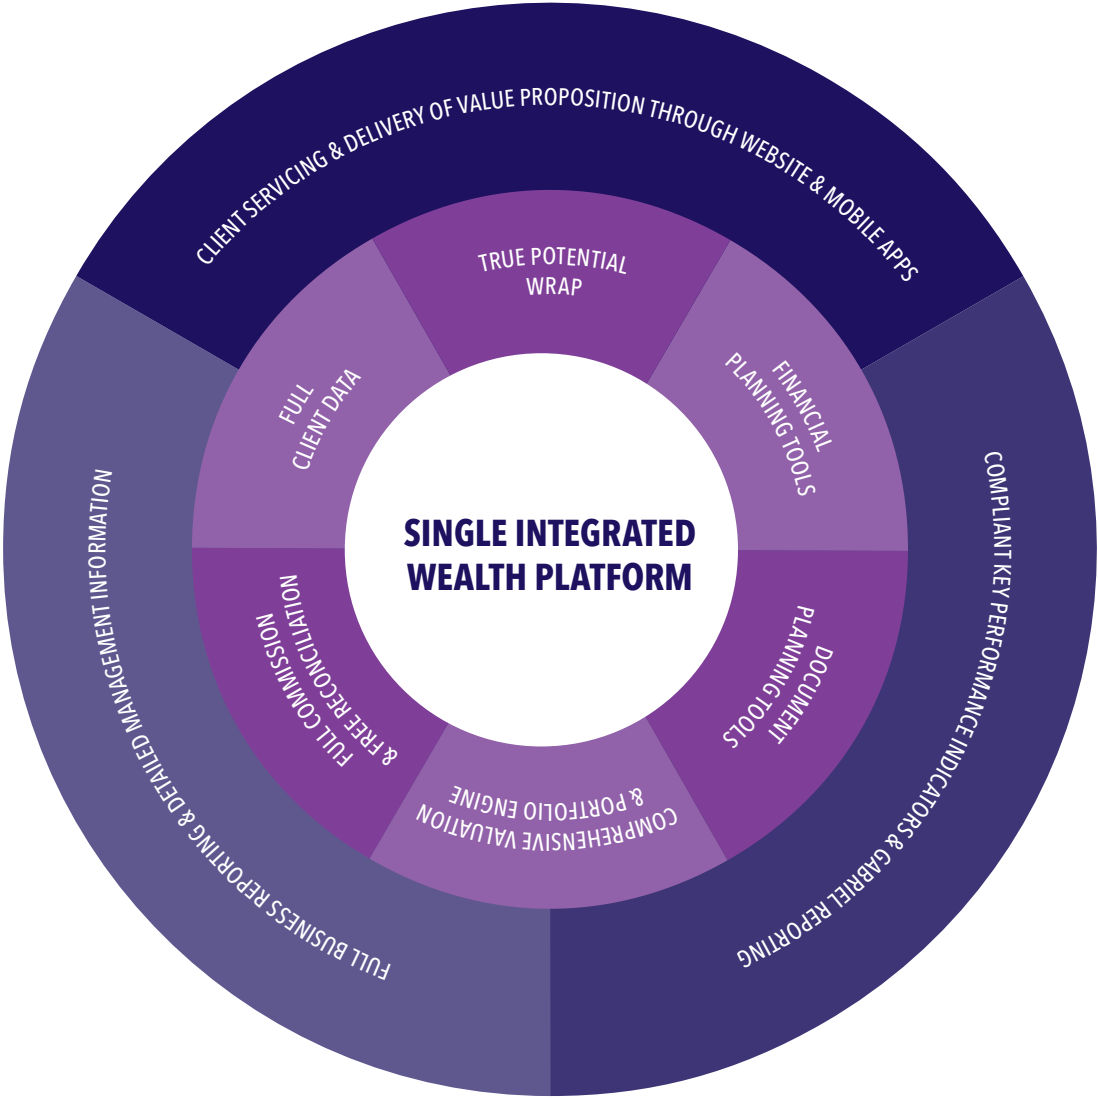 CLIENT SERVICING & DELIVERY OF VALUE PROPOSITION THROUGH WEBSITE & MOBILE APPS
TRUE POTENTIAL
WRAP
FINANCIAL
PLANNING TOOLS
DOCUMENT
PLANNING TOOLS
COMPREHENSIVE VALUATION
& PORTFOLIO ENGINE
FULL COMMISSION
& FREE RECONCILIATION
FULL
CLIENT DATA
SINGLE INTEGRATED
WEALTH PLATFORM
COMPLIANT KEY PERFORMANCE INDICATORS & GABRIEL REPORTING
FULL BUSINESS REPORTING & DETAILED MANAGEMENT INFORMATION